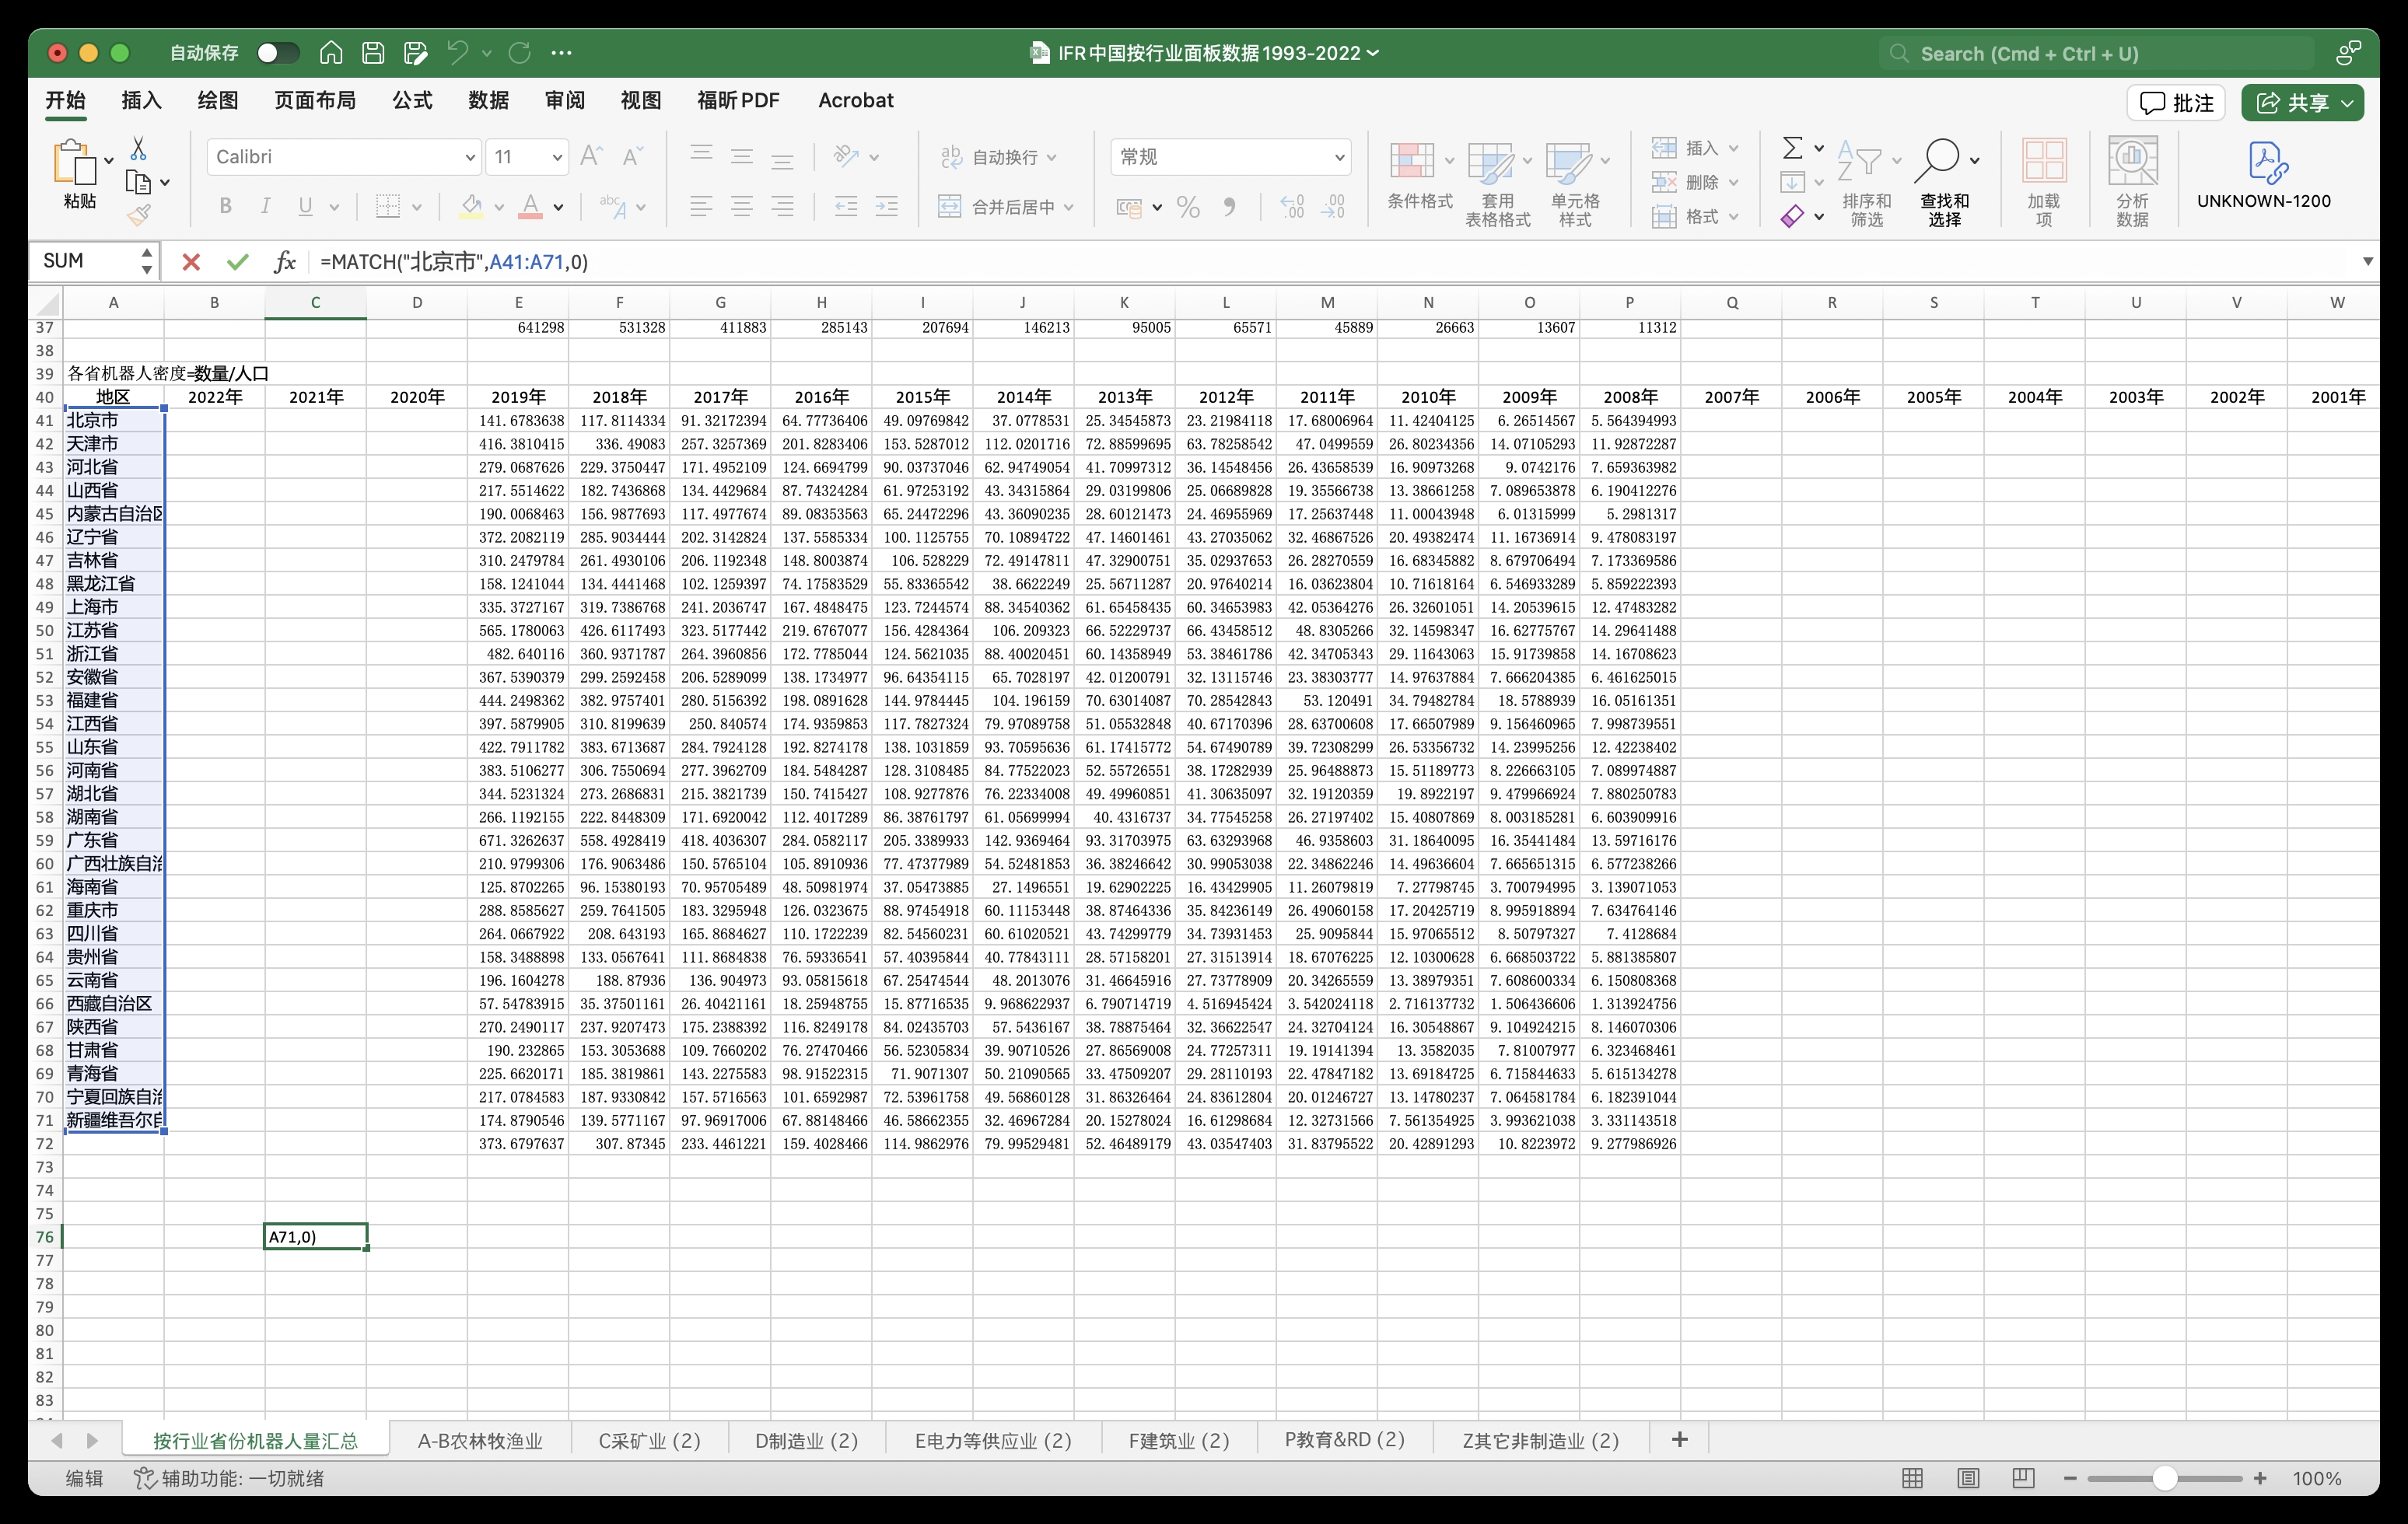 自动保存
IFR中国按行业面板数据1993-2022
Search (Cmd + Ctrl + U)
开始 插入 绘图 页面布局 公式 数据 审阅 视图 福昕PDF Acrobat
批注 共享
粘贴
Calibri 11
自动换行
合并后居中
常规
条件格式
套用
表格格式
单元格
样式
插入
删除
格式
排序和
筛选
查找和
选择
加载
项
分析
数据
UNKNOWN-1200
SUM =MATCH("北京市",A41:A71,0)
A B C D E F G H I J K L M N O P Q R S T U V W
37 641298 531328 411883 285143 207694 146213 95005 65571 45889 26663 13607 11312
38
39 各省机器人密度=数量/人口
40 地区 2022年 2021年 2020年 2019年 2018年 2017年 2016年 2015年 2014年 2013年 2012年 2011年 2010年 2009年 2008年 2007年 2006年 2005年 2004年 2003年 2002年 2001年
41 北京市 141.6783638 117.8114334 91.32172394 64.77736406 49.09769842 37.0778531 25.34545873 23.21984118 17.68006964 11.42404125 6.26514567 5.564394993
42 天津市 416.3810415 336.49083 257.3257369 201.8283406 153.5287012 112.0201716 72.88599695 63.78258542 47.0499559 26.80234356 14.07105293 11.92872287
43 河北省 279.0687626 229.3750447 171.4952109 124.6694799 90.03737046 62.94749054 41.70997312 36.14548456 26.43658539 16.90973268 9.0742176 7.659363982
44 山西省 217.5514622 182.7436868 134.4429684 87.74324284 61.97253192 43.34315864 29.03199806 25.06689828 19.35566738 13.38661258 7.089653878 6.190412276
45 内蒙古自治区 190.0068463 156.9877693 117.4977674 89.08353563 65.24472296 43.36090235 28.60121473 24.46955969 17.25637448 11.00043948 6.01315999 5.2981317
46 辽宁省 372.2082119 285.9034444 202.3142824 137.5585334 100.1125755 70.10894722 47.14601461 43.27035062 32.46867526 20.49382474 11.16736914 9.478083197
47 吉林省 310.2479784 261.4930106 206.1192348 148.8003874 106.528229 72.49147811 47.32900751 35.02937653 26.28270559 16.68345882 8.679706494 7.173369586
48 黑龙江省 158.1241044 134.4441468 102.1259397 74.17583529 55.83365542 38.6622249 25.56711287 20.97640214 16.03623804 10.71618164 6.546933289 5.859222393
49 上海市 335.3727167 319.7386768 241.2036747 167.4848475 123.7244574 88.34540362 61.65458435 60.34653983 42.05364276 26.32601051 14.20539615 12.47483282
50 江苏省 565.1780063 426.6117493 323.5177442 219.6767077 156.4284364 106.209323 66.52229737 66.43458512 48.8305266 32.14598347 16.62775767 14.29641488
51 浙江省 482.640116 360.9371787 264.3960856 172.7785044 124.5621035 88.40020451 60.14358949 53.38461786 42.34705343 29.11643063 15.91739858 14.16708623
52 安徽省 367.5390379 299.2592458 206.5289099 138.1734977 96.64354115 65.7028197 42.01200791 32.13115746 23.38303777 14.97637884 7.666204385 6.461625015
53 福建省 444.2498362 382.9757401 280.5156392 198.0891628 144.9784445 104.196159 70.63014087 70.28542843 53.120491 34.79482784 18.5788939 16.05161351
54 江西省 397.5879905 310.8199639 250.840574 174.9359853 117.7827324 79.97089758 51.05532848 40.67170396 28.63700608 17.66507989 9.156460965 7.998739551
55 山东省 422.7911782 383.6713687 284.7924128 192.8274178 138.1031859 93.70595636 61.17415772 54.67490789 39.72308299 26.53356732 14.23995256 12.42238402
56 河南省 383.5106277 306.7550694 277.3962709 184.5484287 128.3108485 84.77522023 52.55726551 38.17282939 25.96488873 15.51189773 8.226663105 7.089974887
57 湖北省 344.5231324 273.2686831 215.3821739 150.7415427 108.9277876 76.22334008 49.49960851 41.30635097 32.19120359 19.8922197 9.479966924 7.880250783
58 湖南省 266.1192155 222.8448309 171.6920042 112.4017289 86.38761797 61.05699994 40.4316737 34.77545258 26.27197402 15.40807869 8.003185281 6.603909916
59 广东省 671.3262637 558.4928419 418.4036307 284.0582117 205.3389933 142.9369464 93.31703975 63.63293968 46.9358603 31.18640095 16.35441484 13.59716176
60 广西壮族自治 210.9799306 176.9063486 150.5765104 105.8910936 77.47377989 54.52481853 36.38246642 30.99053038 22.34862246 14.49636604 7.665651315 6.577238266
61 海南省 125.8702265 96.15380193 70.95705489 48.50981974 37.05473885 27.1496551 19.62902225 16.43429905 11.26079819 7.27798745 3.700794995 3.139071053
62 重庆市 288.8585627 259.7641505 183.3295948 126.0323675 88.97454918 60.11153448 38.87464336 35.84236149 26.49060158 17.20425719 8.995918894 7.634764146
63 四川省 264.0667922 208.643193 165.8684627 110.1722239 82.54560231 60.61020521 43.74299779 34.73931453 25.9095844 15.97065512 8.50797327 7.4128684
64 贵州省 158.3488898 133.0567641 111.8684838 76.59336541 57.40395844 40.77843111 28.57158201 27.31513914 18.67076225 12.10300628 6.668503722 5.881385807
65 云南省 196.1604278 188.87936 136.904973 93.05815618 67.25474544 48.2013076 31.46645916 27.73778909 20.34265559 13.38979351 7.608600334 6.150808368
66 西藏自治区 57.54783915 35.37501161 26.40421161 18.25948755 15.87716535 9.968622937 6.790714719 4.516945424 3.542024118 2.716137732 1.506436606 1.313924756
67 陕西省 270.2490117 237.9207473 175.2388392 116.8249178 84.02435703 57.5436167 38.78875464 32.36622547 24.32704124 16.30548867 9.104924215 8.146070306
68 甘肃省 190.232865 153.3053688 109.7660202 76.27470466 56.52305834 39.90710526 27.86569008 24.77257311 19.19141394 13.3582035 7.81007977 6.323468461
69 青海省 225.6620171 185.3819861 143.2275583 98.91522315 71.9071307 50.21090565 33.47509207 29.28110193 22.47847182 13.69184725 6.715844633 5.615134278
70 宁夏回族自治 217.0784583 187.9330842 157.5716563 101.6592987 72.53961758 49.56860128 31.86326464 24.83612804 20.01246727 13.14780237 7.064581784 6.182391044
71 新疆维吾尔自 174.8790546 139.5771167 97.96917006 67.88148466 46.58662355 32.46967284 20.15278024 16.61298684 12.32731566 7.561354925 3.993621038 3.331143518
72 373.6797637 307.87345 233.4461221 159.4028466 114.9862976 79.99529481 52.46489179 43.03547403 31.83795522 20.42891293 10.8223972 9.277986926
73
74
75
76 A71,0)
77
78
79
80
81
82
83
按行业省份机器人量汇总 A-B农林牧渔业 C采矿业 (2) D制造业 (2) E电力等供应业 (2) F建筑业 (2) P教育&RD (2) Z其它非制造业 (2)
编辑 辅助功能: 一切就绪 100%